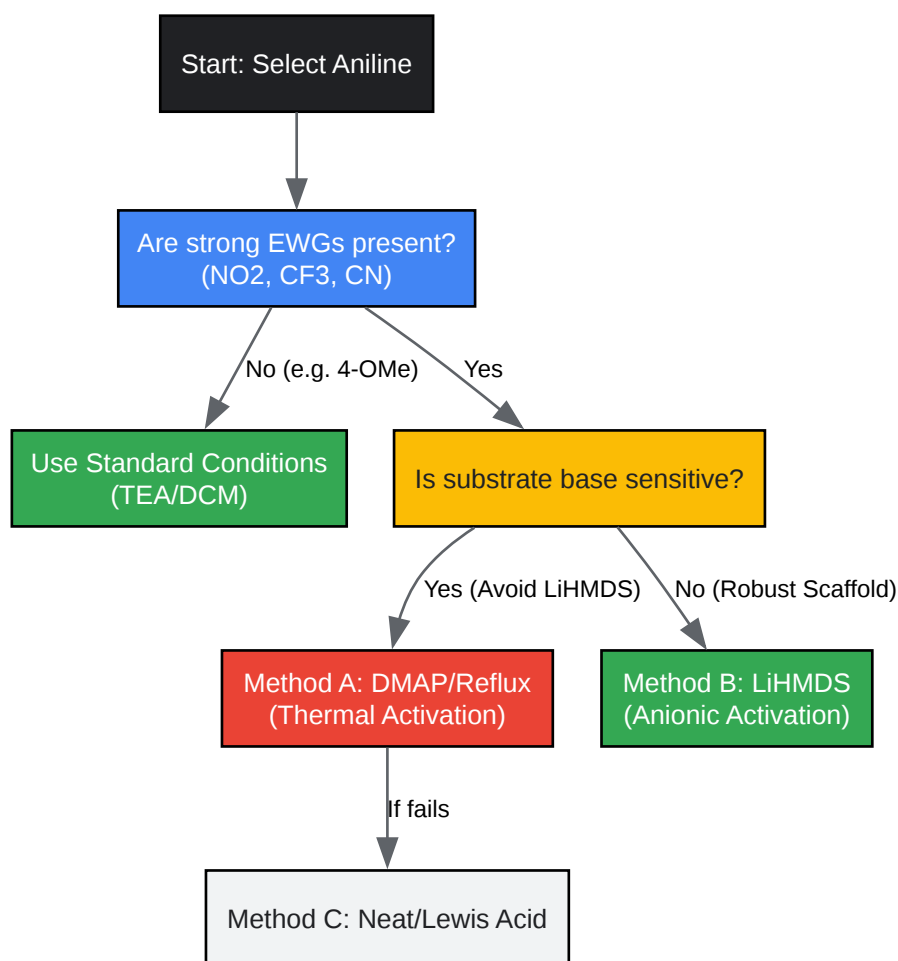 Start: Select Aniline
Are strong EWGs present?
(NO2, CF3, CN)
No (e.g. 4-OMe)
Yes
Use Standard Conditions
(TEA/DCM)
Is substrate base sensitive?
Yes (Avoid LiHMDS)
No (Robust Scaffold)
Method A: DMAP/Reflux
(Thermal Activation)
Method B: LiHMDS
(Anionic Activation)
If fails
Method C: Neat/Lewis Acid